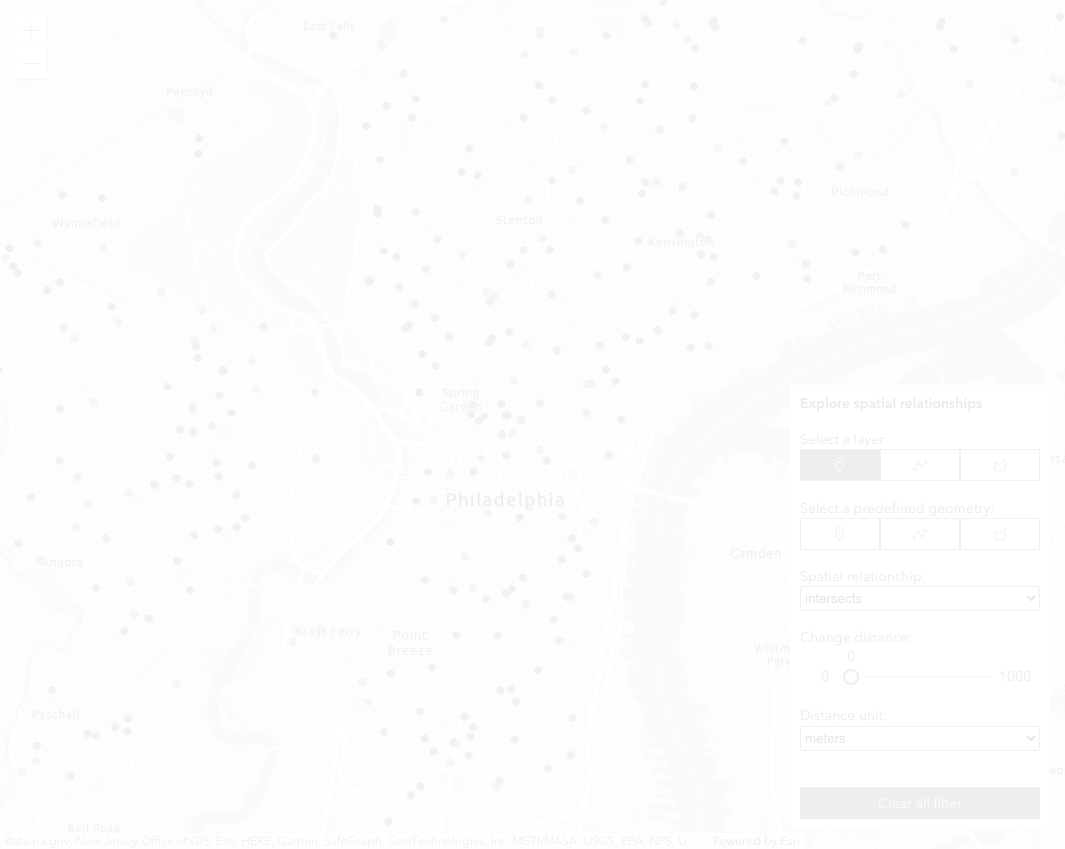 East Falls
Pencoyd
Richmond
Wynnefield
Stenton
Kensington
Port
Richmond
Spring
Garden
Philadelphia
Camden
Angora
Grays Ferry
Point
Breeze
Whitm
Park
Paschall
Bell Road
Explore spatial relationships
Select a layer:
Select a predefined geometry:
Spatial relationship:
intersects
Change distance:
0
0
1000
Distance unit:
meters
Clear all filter
data.pa.gov, New Jersey Office of GIS, Esri, HERE, Garmin, SafeGraph, GeoTechnologies, Inc, METI/NASA, USGS, EPA, NPS, U... Powered by Esri